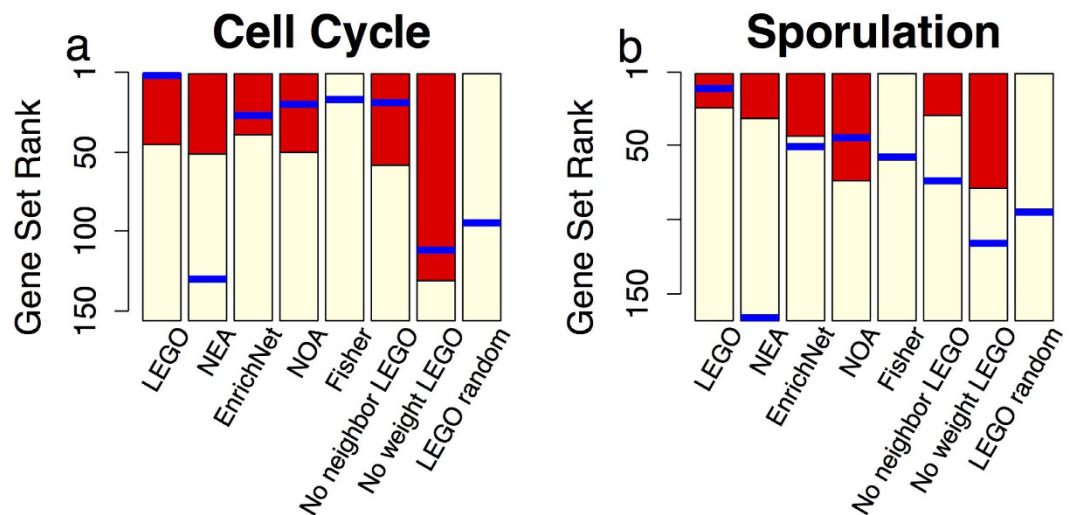 a
Cell Cycle
Gene Set Rank
1
50
100
150
LEGO
NEA
EnrichNet
NOA
Fisher
No neighbor LEGO
No weight LEGO
LEGO random
b
Sporulation
Gene Set Rank
1
50
150
LEGO
NEA
EnrichNet
NOA
Fisher
No neighbor LEGO
No weight LEGO
LEGO random